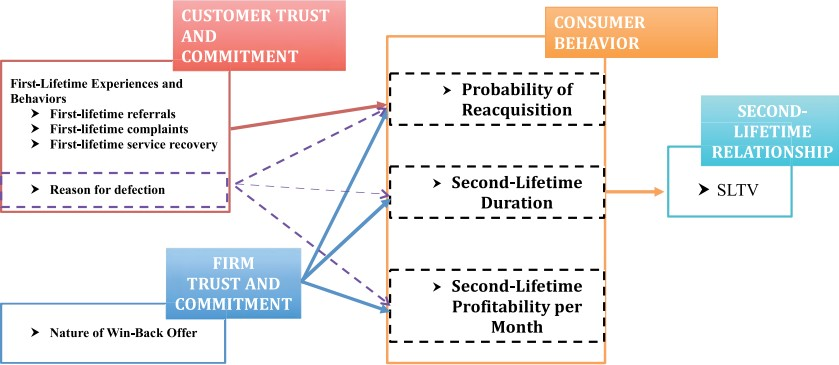 CUSTOMER TRUST
AND
COMMITMENT
First-Lifetime Experiences and
Behaviors
➤ First-lifetime referrals
➤ First-lifetime complaints
➤ First-lifetime service recovery
➤ Reason for defection
FIRM
TRUST AND
COMMITMENT
➤ Nature of Win-Back Offer
CONSUMER
BEHAVIOR
➤ Probability of
Reacquisition
➤ Second-Lifetime
Duration
➤ Second-Lifetime
Profitability per
Month
SECOND-
LIFETIME
RELATIONSHIP
➤ SLTV